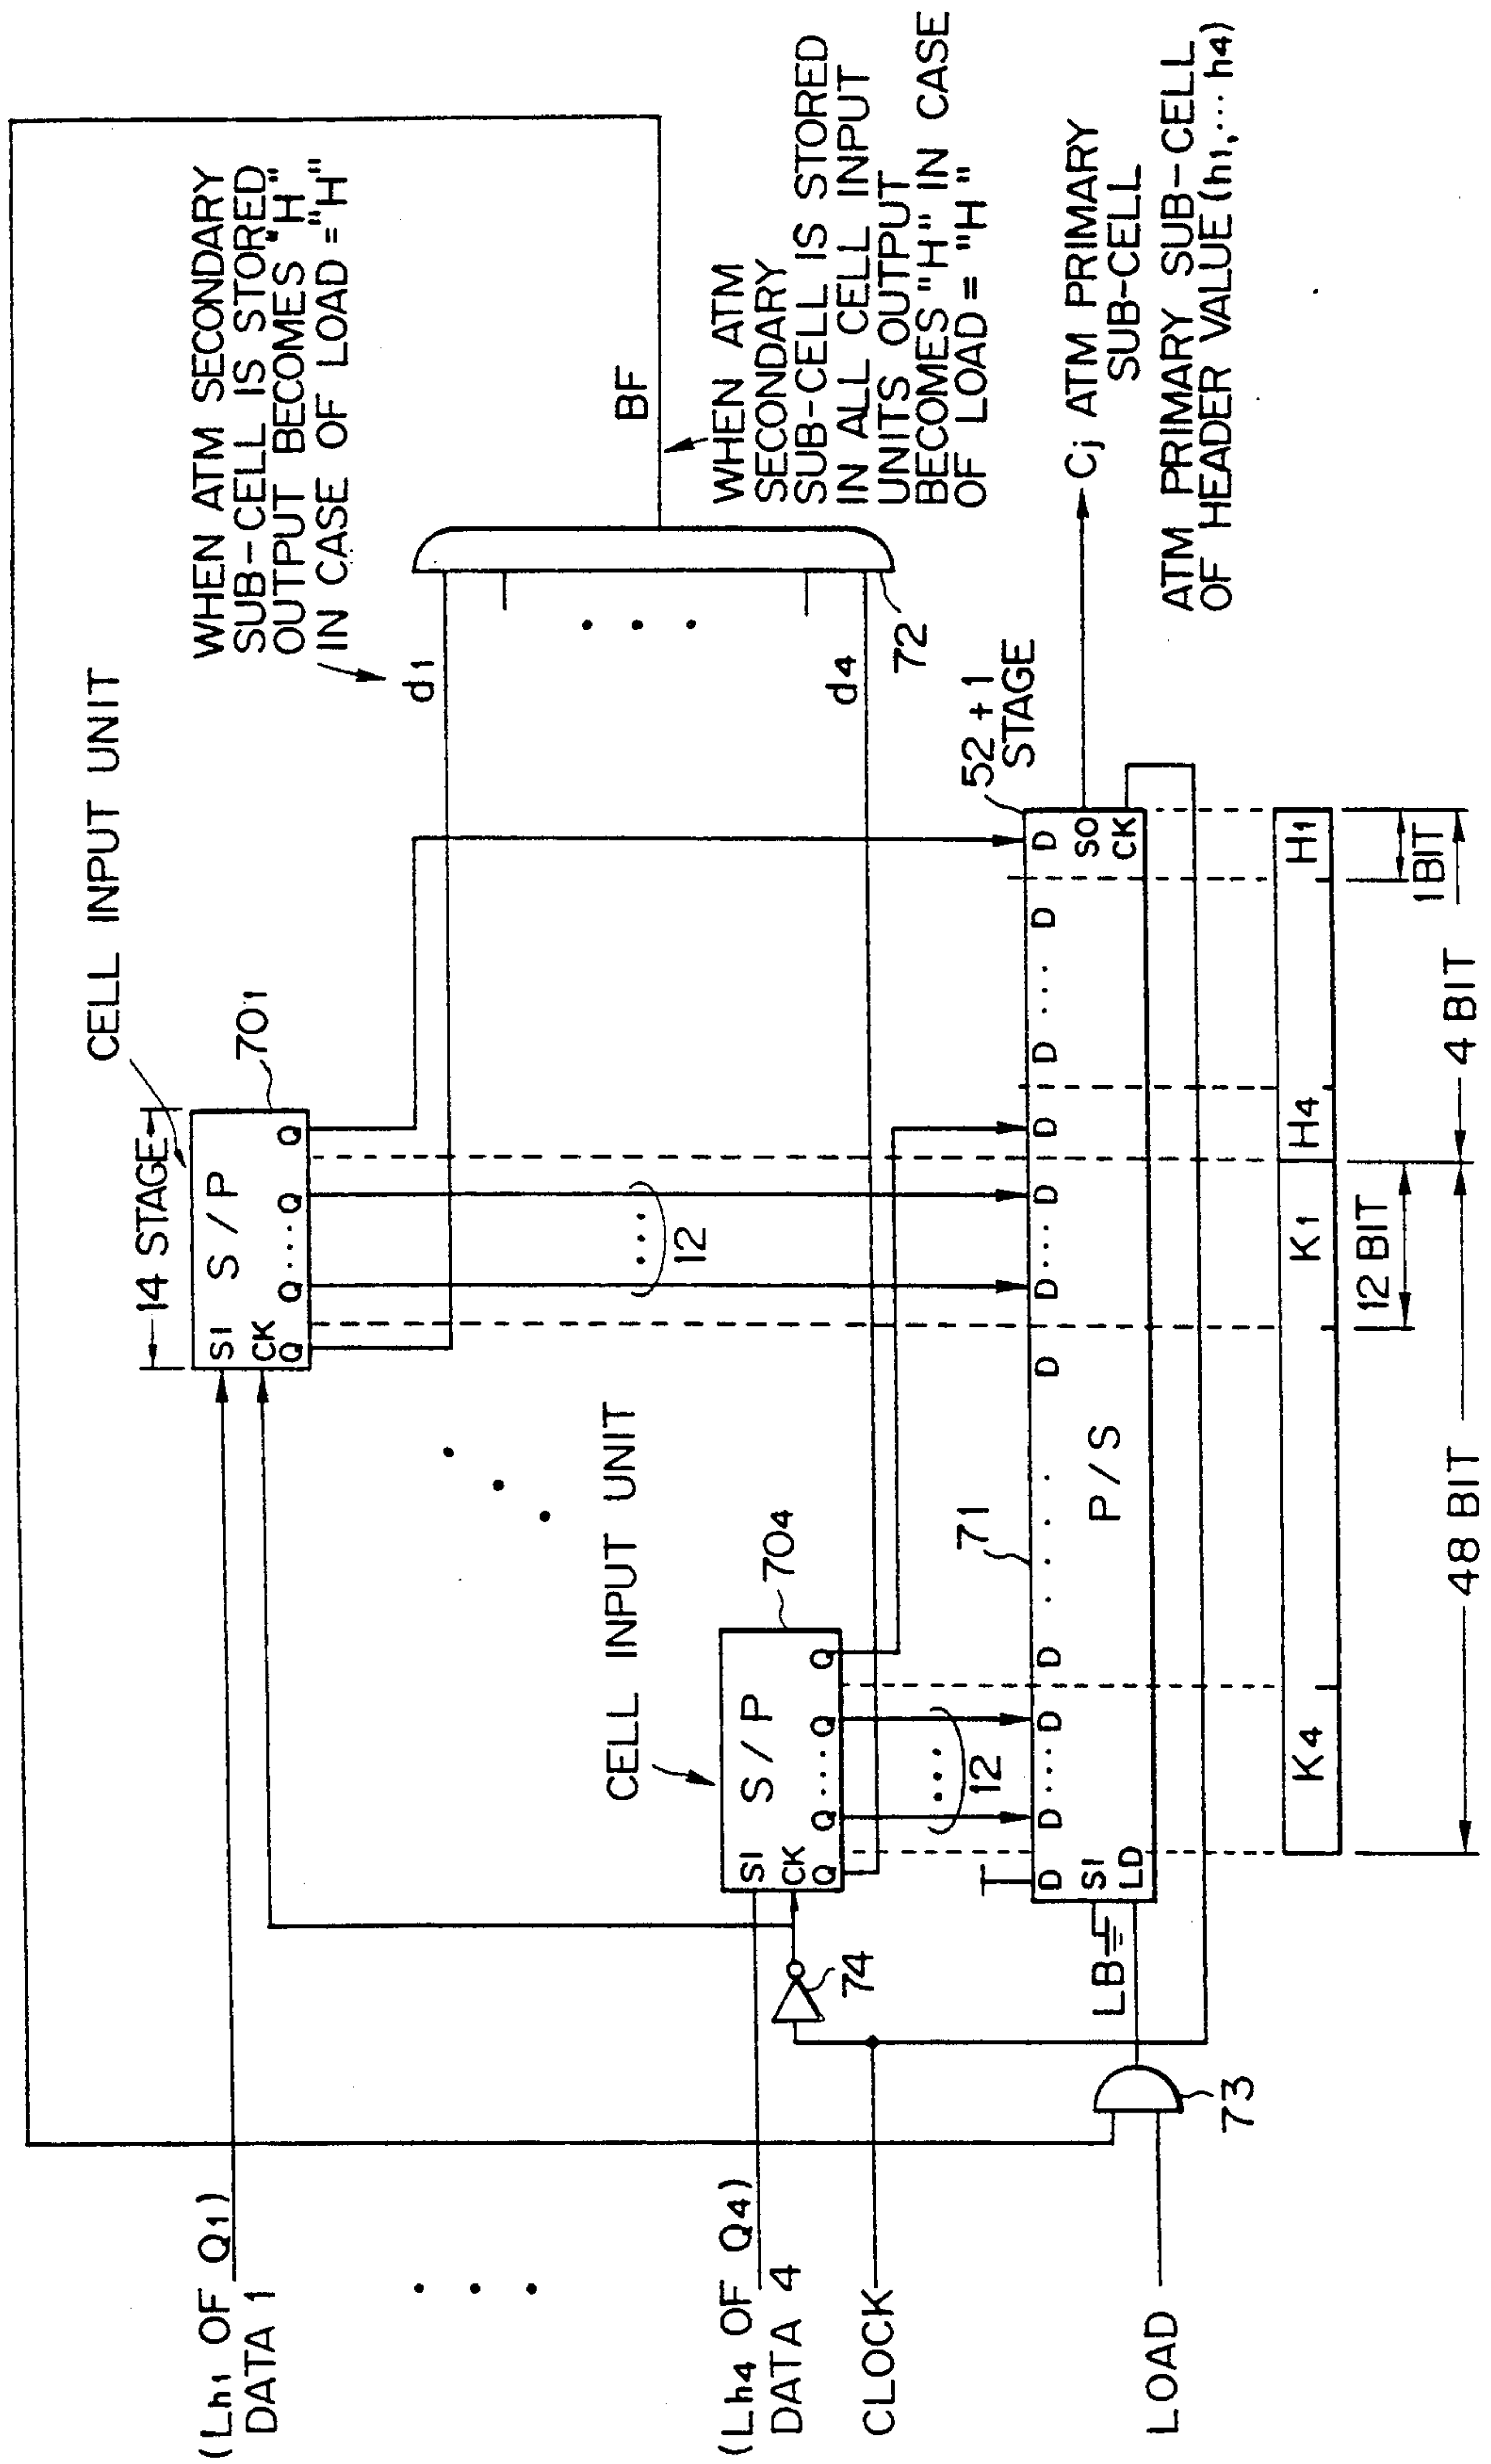 WHEN ATM SECONDARY
SUB-CELL IS STORED
OUTPUT BECOMES "H"
IN CASE OF LOAD = "H"
CELL INPUT UNIT
14 STAGE
701
SI S/P
CK
Q Q ···· Q Q
d1
BF
WHEN ATM
SECONDARY
SUB-CELL IS STORED
IN ALL CELL INPUT
UNITS OUTPUT
BECOMES "H" IN CASE
OF LOAD = "H"
(Lh1 OF Q1)
DATA 1
12
CELL INPUT UNIT
704
SI S/P
CK
Q Q ···· Q Q
d4
72
(Lh4 OF Q4)
DATA 4
74
CLOCK
12
71
52 + 1
STAGE
D D ···· D D D D ···· D D D ··· D D
SI P/S SO
LD CK
LB
73
LOAD
Cj ATM PRIMARY
SUB-CELL
ATM PRIMARY SUB-CELL
OF HEADER VALUE (h1, ··· h4)
K4 K1 H4 H1
12 BIT
1 BIT
48 BIT
4 BIT